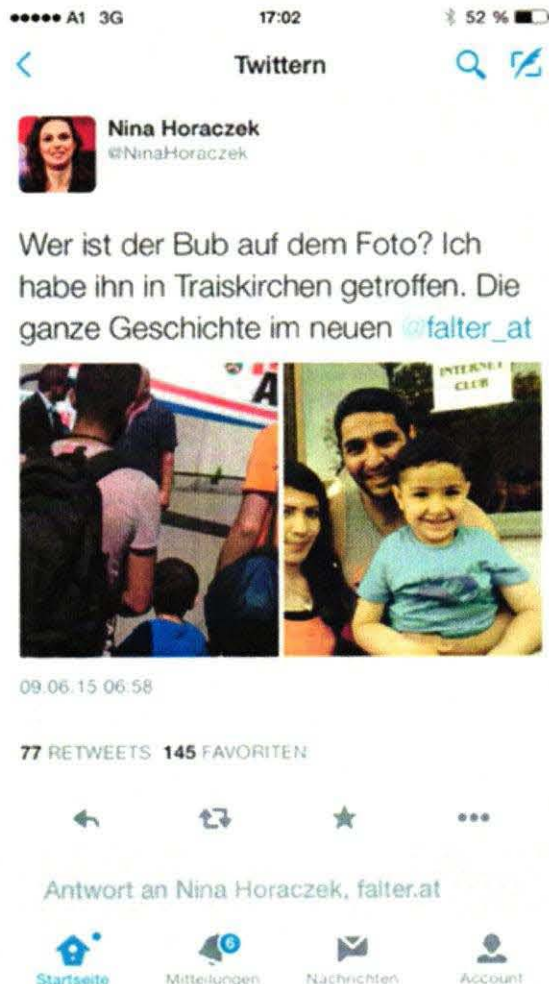 A1 3G 17:02 52 %
Twittern
Nina Horaczek
@NinaHoraczek
Wer ist der Bub auf dem Foto? Ich
habe ihn in Traiskirchen getroffen. Die
ganze Geschichte im neuen @falter_at
A
INTERNET
CLUB
09.06.15 06:58
77 RETWEETS 145 FAVORITEN
Antwort an Nina Horaczek, falter.at
6
Startseite Mitteilungen Nachrichten Account